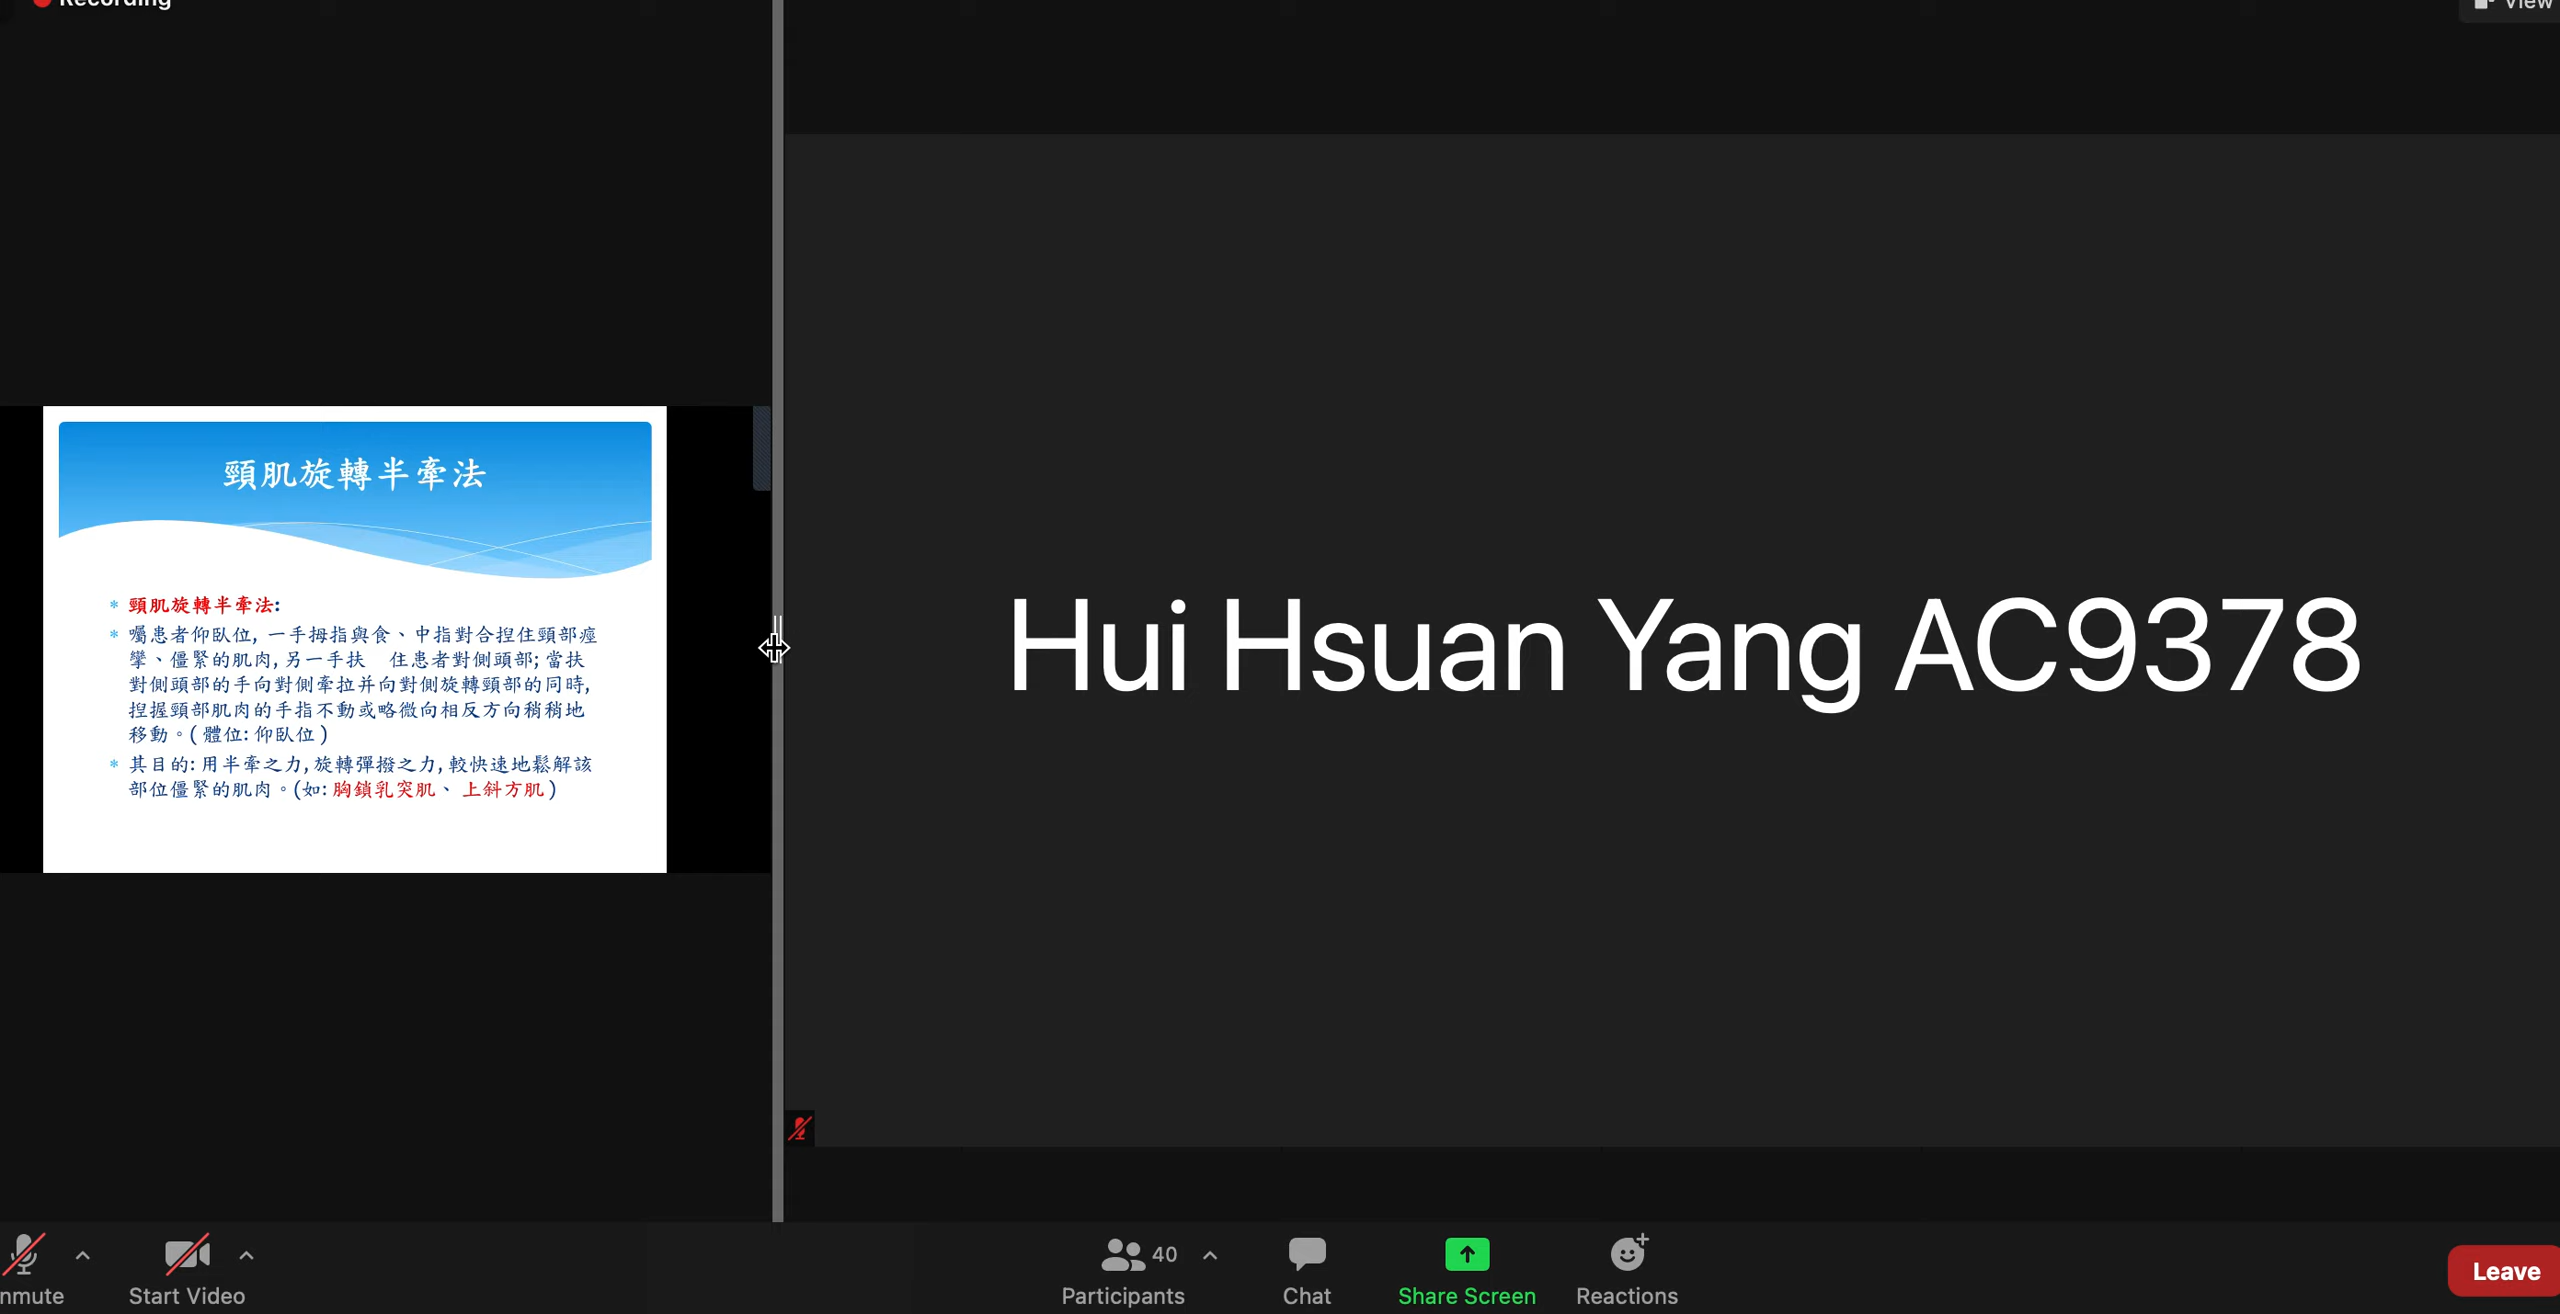 Recording
View
頸肌旋轉半牽法
* 頸肌旋轉半牽法:
* 囑患者仰臥位, 一手拇指與食、中指對合捏住頸部痙
攣、僵緊的肌肉, 另一手扶 住患者對側頭部; 當扶
對側頭部的手向對側牽拉并向對側旋轉頸部的同時,
捏握頸部肌肉的手指不動或略微向相反方向稍稍地
移動。( 體位: 仰臥位 )
* 其目的: 用半牽之力, 旋轉彈撥之力, 較快速地鬆解該
部位僵緊的肌肉。(如: 胸鎖乳突肌、 上斜方肌 )
Hui Hsuan Yang AC9378
nmute
Start Video
40
Participants
Chat
Share Screen
Reactions
Leave